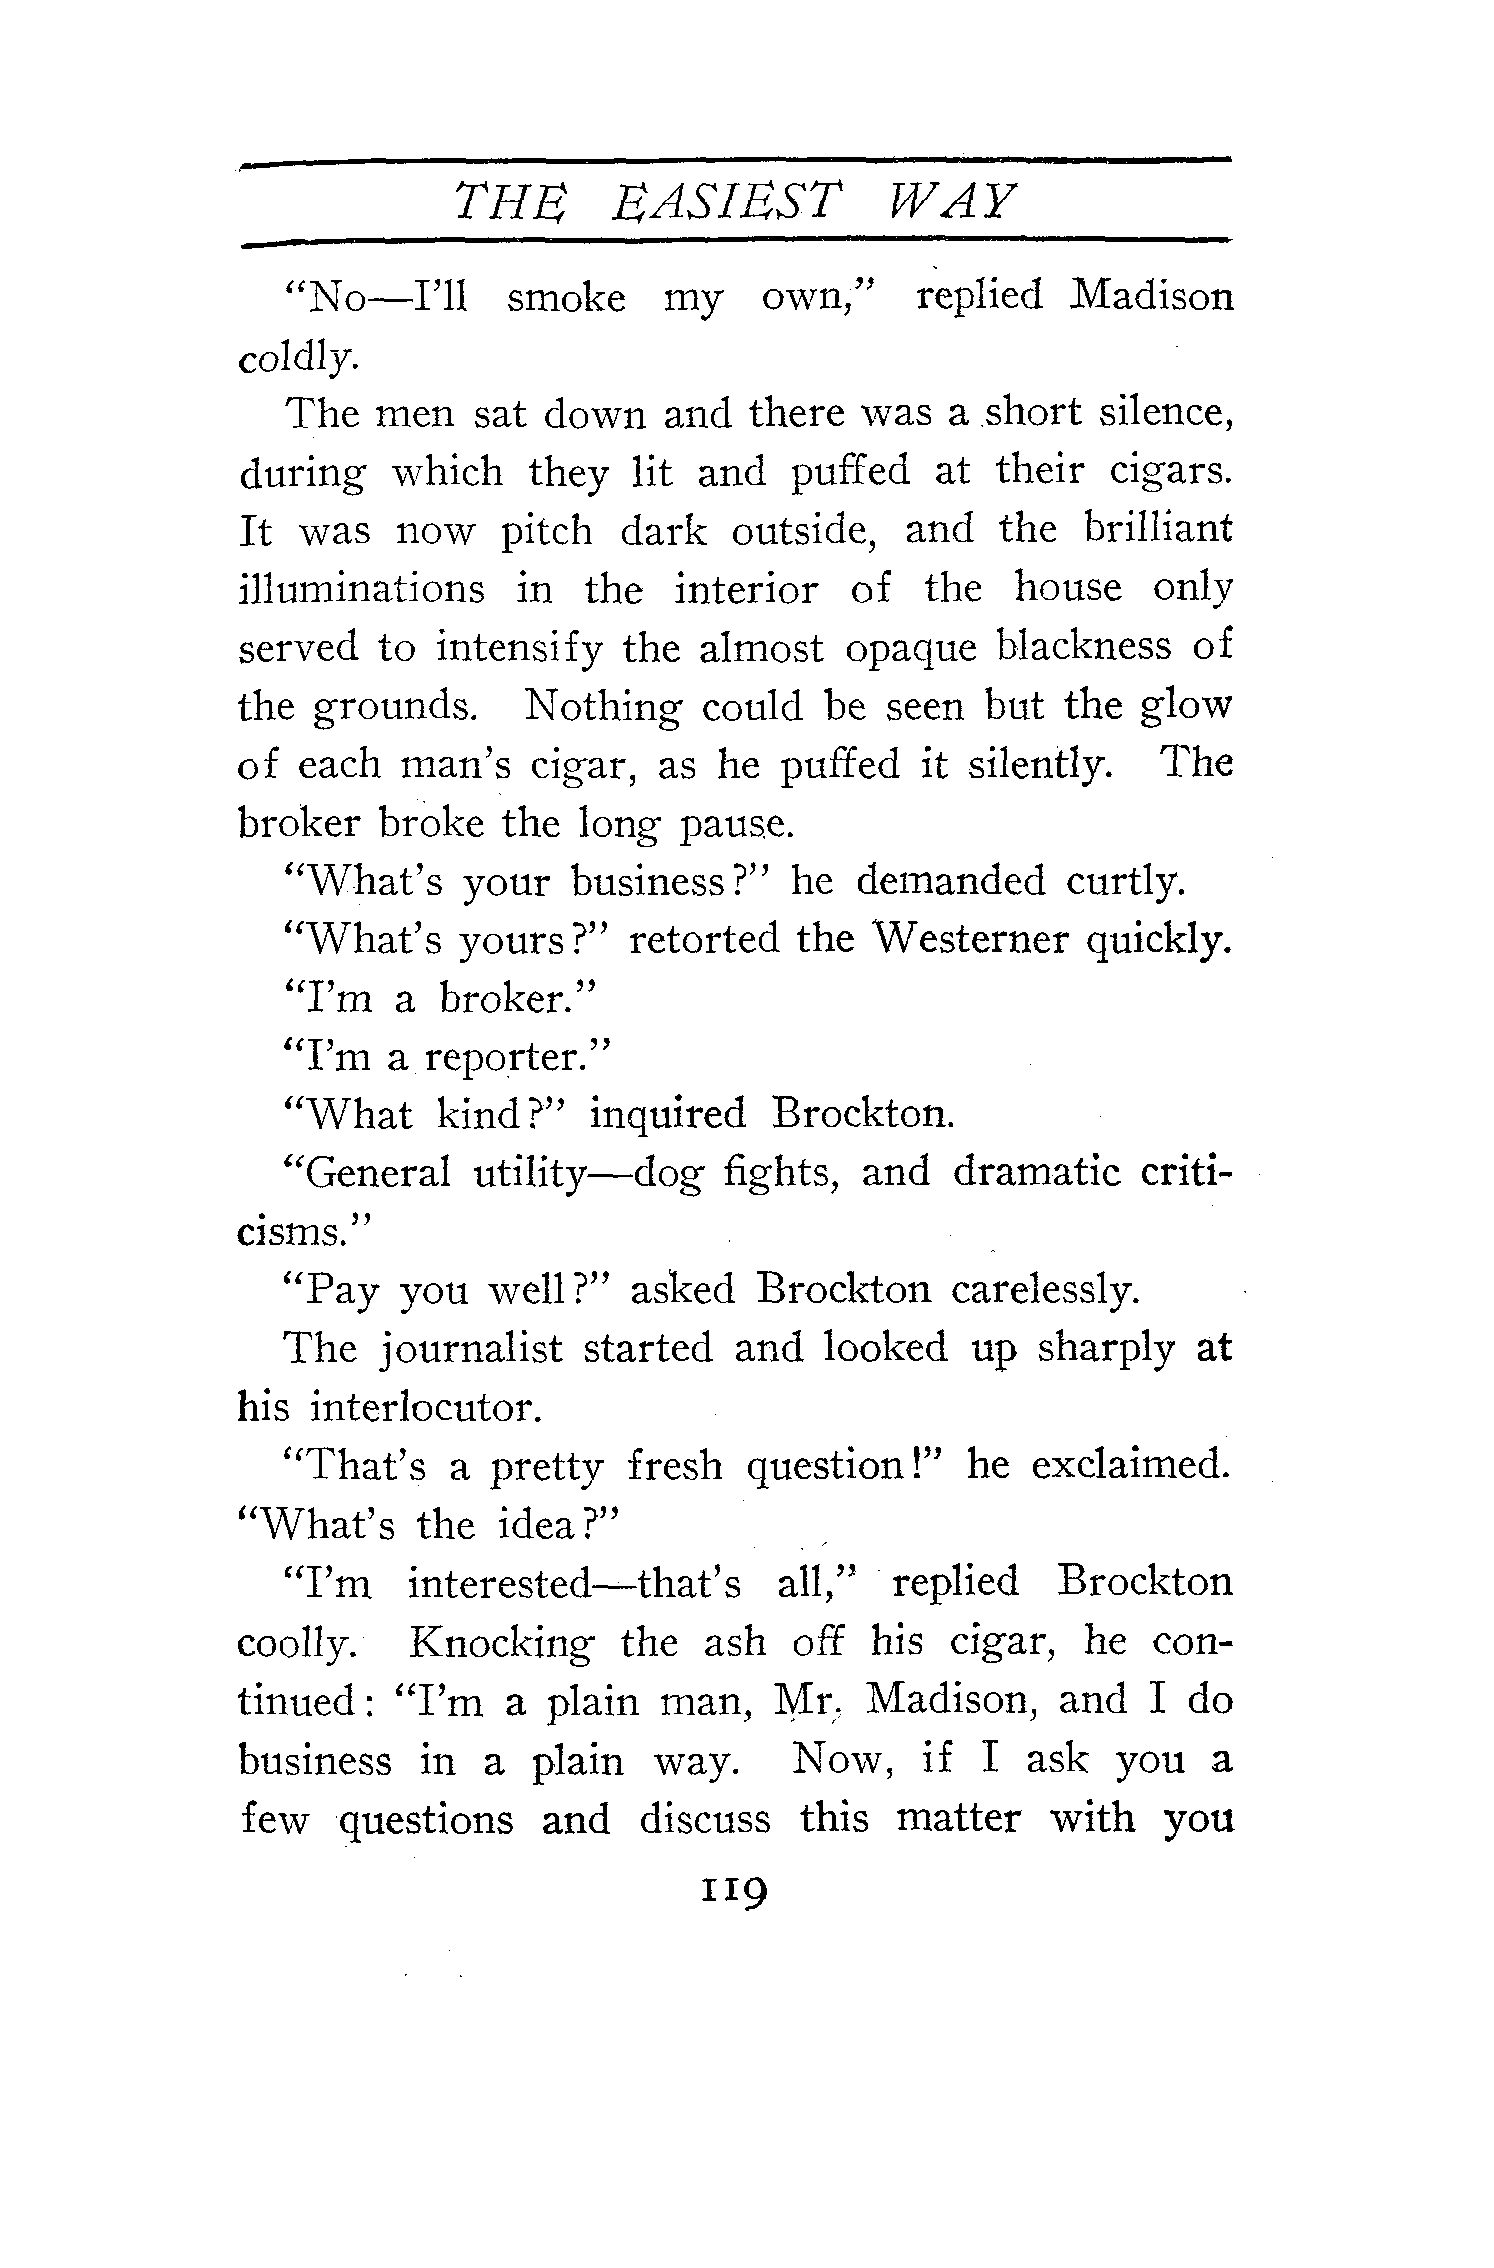 THE EASIEST WAY
"No—I'll smoke my own," replied Madison
coldly.
The men sat down and there was a short silence,
during which they lit and puffed at their cigars.
It was now pitch dark outside, and the brilliant
illuminations in the interior of the house only
served to intensify the almost opaque blackness of
the grounds. Nothing could be seen but the glow
of each man's cigar, as he puffed it silently. The
broker broke the long pause.
"What's your business?" he demanded curtly.
"What's yours?" retorted the Westerner quickly.
"I'm a broker."
"I'm a reporter."
"What kind?" inquired Brockton.
"General utility—dog fights, and dramatic criti-
cisms."
"Pay you well?" asked Brockton carelessly.
The journalist started and looked up sharply at
his interlocutor.
"That's a pretty fresh question!" he exclaimed.
"What's the idea?"
"I'm interested—that's all," replied Brockton
coolly. Knocking the ash off his cigar, he con-
tinued: "I'm a plain man, Mr. Madison, and I do
business in a plain way. Now, if I ask you a
few questions and discuss this matter with you
119